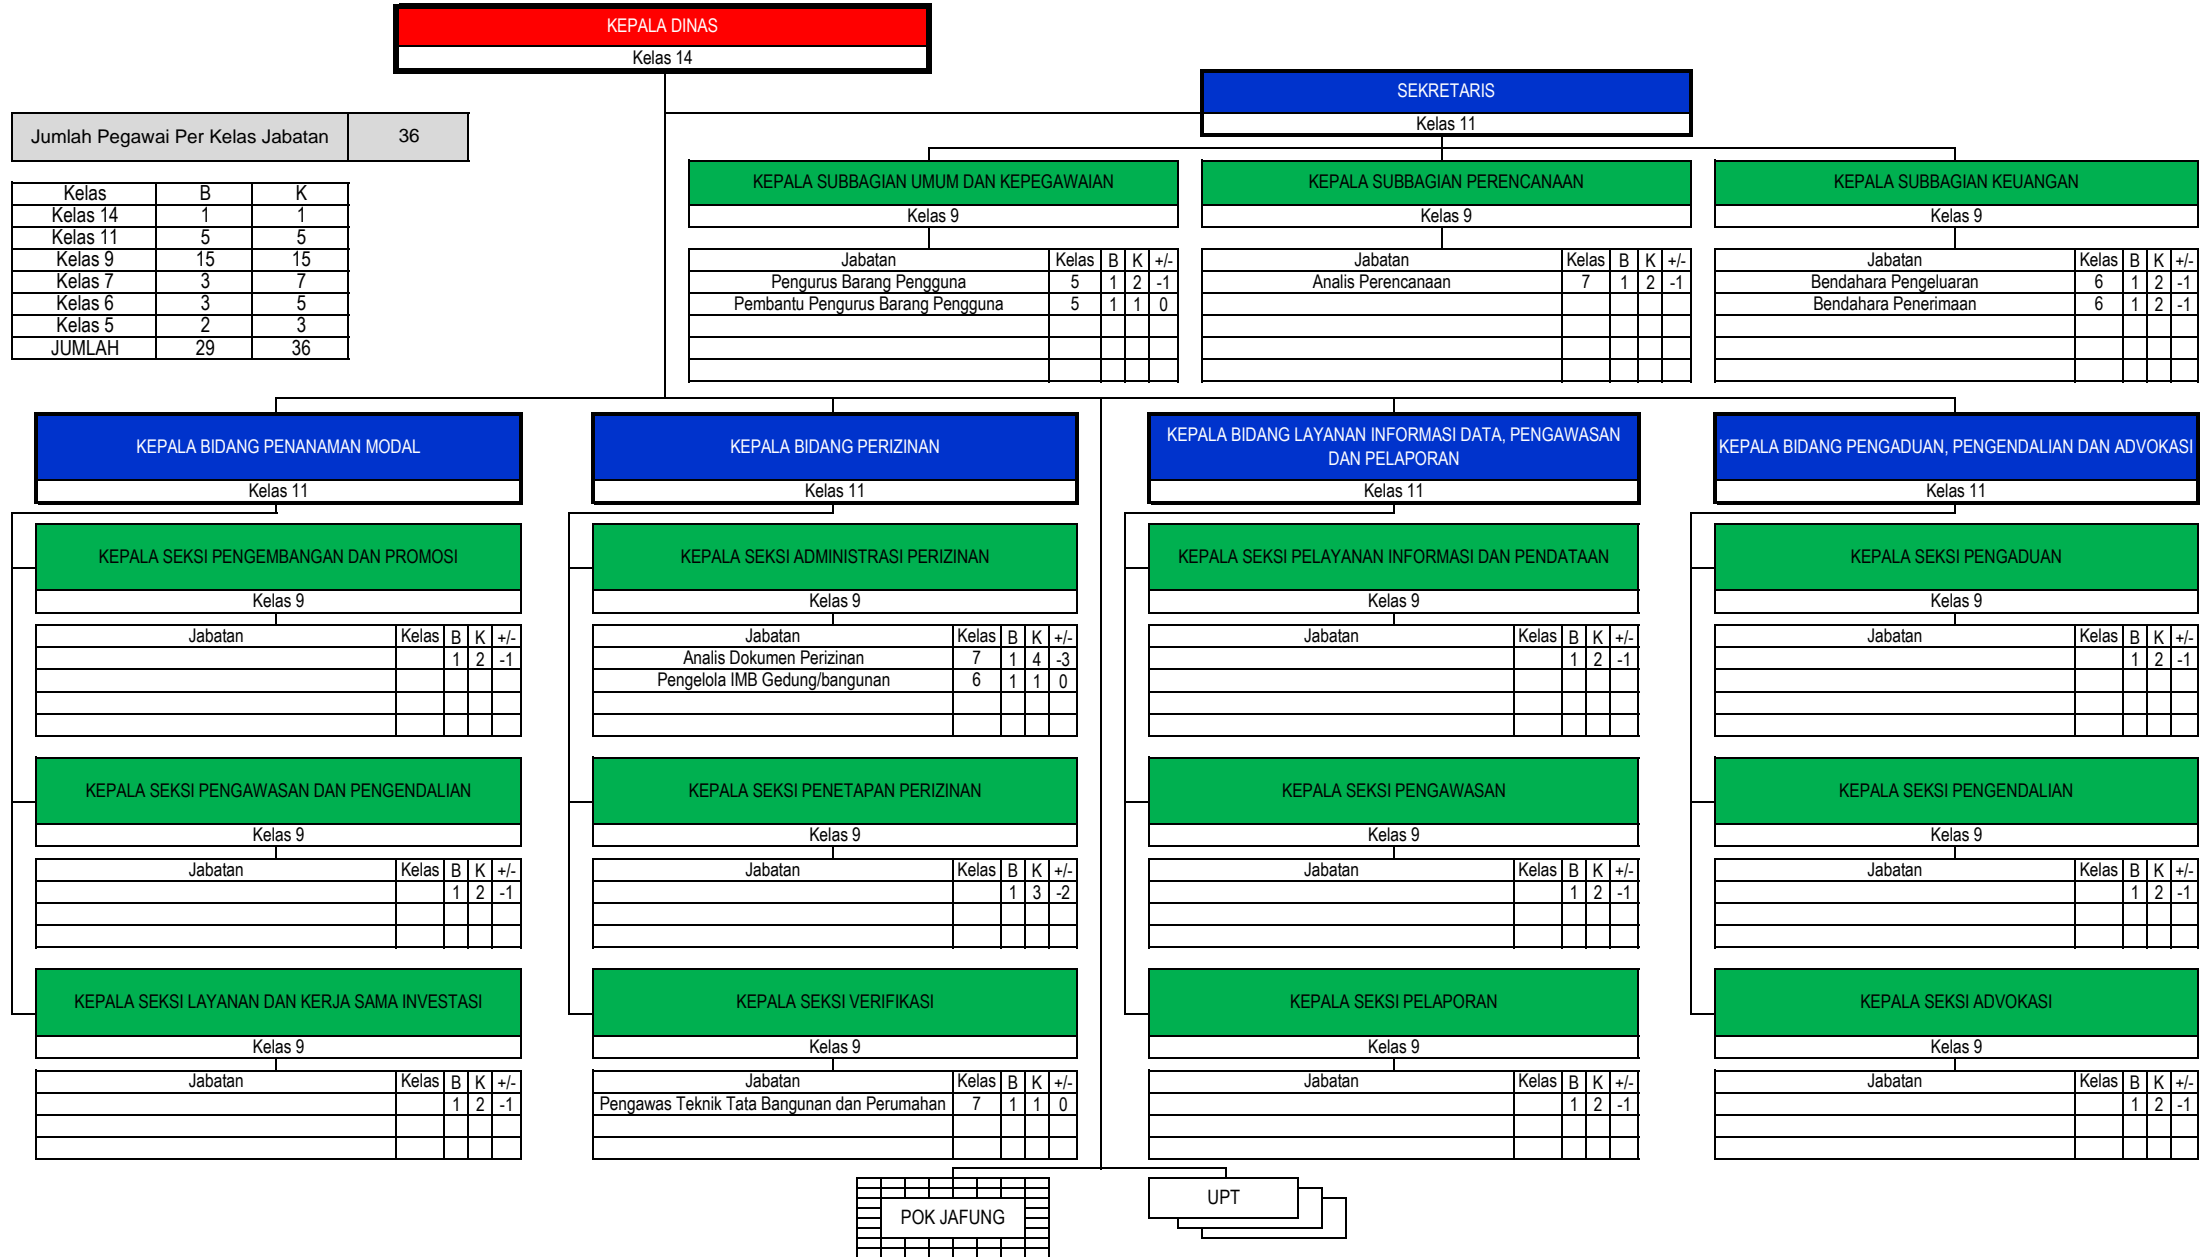 KEPALA DINAS
Kelas 14
SEKRETARIS
Kelas 11
Jumlah Pegawai Per Kelas Jabatan 36
Kelas B K
Kelas 14 1 1
Kelas 11 5 5
Kelas 9 15 15
Kelas 7 3 7
Kelas 6 3 5
Kelas 5 2 3
JUMLAH 29 36
KEPALA SUBBAGIAN UMUM DAN KEPEGAWAIAN
Kelas 9
Jabatan Kelas B K +/-
Pengurus Barang Pengguna 5 1 2 -1
Pembantu Pengurus Barang Pengguna 5 1 1 0
KEPALA SUBBAGIAN PERENCANAAN
Kelas 9
Jabatan Kelas B K +/-
Analis Perencanaan 7 1 2 -1
KEPALA SUBBAGIAN KEUANGAN
Kelas 9
Jabatan Kelas B K +/-
Bendahara Pengeluaran 6 1 2 -1
Bendahara Penerimaan 6 1 2 -1
KEPALA BIDANG PENANAMAN MODAL
Kelas 11
KEPALA SEKSI PENGEMBANGAN DAN PROMOSI
Kelas 9
Jabatan Kelas B K +/-
1 2 -1
KEPALA SEKSI PENGAWASAN DAN PENGENDALIAN
Kelas 9
Jabatan Kelas B K +/-
1 2 -1
KEPALA SEKSI LAYANAN DAN KERJA SAMA INVESTASI
Kelas 9
Jabatan Kelas B K +/-
1 2 -1
KEPALA BIDANG PERIZINAN
Kelas 11
KEPALA SEKSI ADMINISTRASI PERIZINAN
Kelas 9
Jabatan Kelas B K +/-
Analis Dokumen Perizinan 7 1 4 -3
Pengelola IMB Gedung/bangunan 6 1 1 0
KEPALA SEKSI PENETAPAN PERIZINAN
Kelas 9
Jabatan Kelas B K +/-
1 3 -2
KEPALA SEKSI VERIFIKASI
Kelas 9
Jabatan Kelas B K +/-
Pengawas Teknik Tata Bangunan dan Perumahan 7 1 1 0
KEPALA BIDANG LAYANAN INFORMASI DATA, PENGAWASAN
DAN PELAPORAN
Kelas 11
KEPALA SEKSI PELAYANAN INFORMASI DAN PENDATAAN
Kelas 9
Jabatan Kelas B K +/-
1 2 -1
KEPALA SEKSI PENGAWASAN
Kelas 9
Jabatan Kelas B K +/-
1 2 -1
KEPALA SEKSI PELAPORAN
Kelas 9
Jabatan Kelas B K +/-
1 2 -1
KEPALA BIDANG PENGADUAN, PENGENDALIAN DAN ADVOKASI
Kelas 11
KEPALA SEKSI PENGADUAN
Kelas 9
Jabatan Kelas B K +/-
1 2 -1
KEPALA SEKSI PENGENDALIAN
Kelas 9
Jabatan Kelas B K +/-
1 2 -1
KEPALA SEKSI ADVOKASI
Kelas 9
Jabatan Kelas B K +/-
1 2 -1
POK JAFUNG
UPT